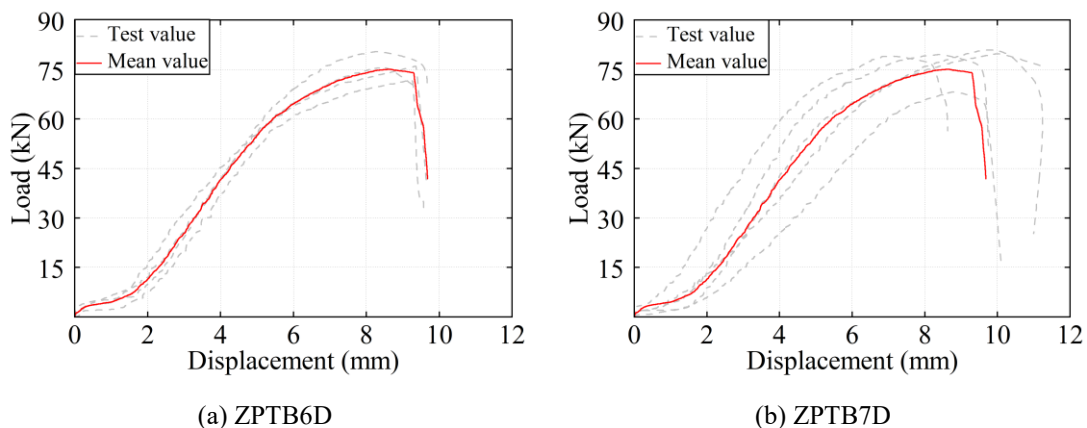 90
75
60
45
30
15
Load (kN)
Test value
Mean value
0 2 4 6 8 10 12
Displacement (mm)
(a) ZPTB6D
90
75
60
45
30
15
Load (kN)
Test value
Mean value
0 2 4 6 8 10 12
Displacement (mm)
(b) ZPTB7D